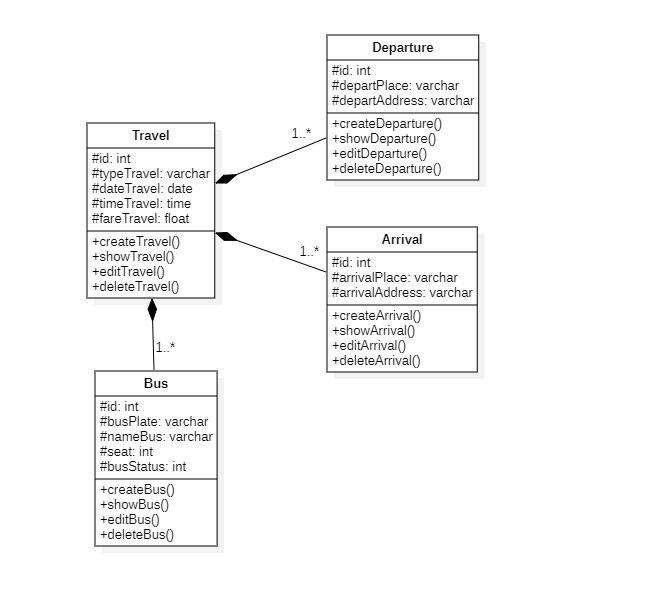 Departure
#id: int
#departPlace: varchar
#departAddress: varchar
+createDeparture()
+showDeparture()
+editDeparture()
+deleteDeparture()
1..*
Travel
#id: int
#typeTravel: varchar
#dateTravel: date
#timeTravel: time
#fareTravel: float
+createTravel()
+showTravel()
+editTravel()
+deleteTravel()
1..*
Arrival
#id: int
#arrivalPlace: varchar
#arrivalAddress: varchar
+createArrival()
+showArrival()
+editArrival()
+deleteArrival()
1..*
Bus
#id: int
#busPlate: varchar
#nameBus: varchar
#seat: int
#busStatus: int
+createBus()
+showBus()
+editBus()
+deleteBus()